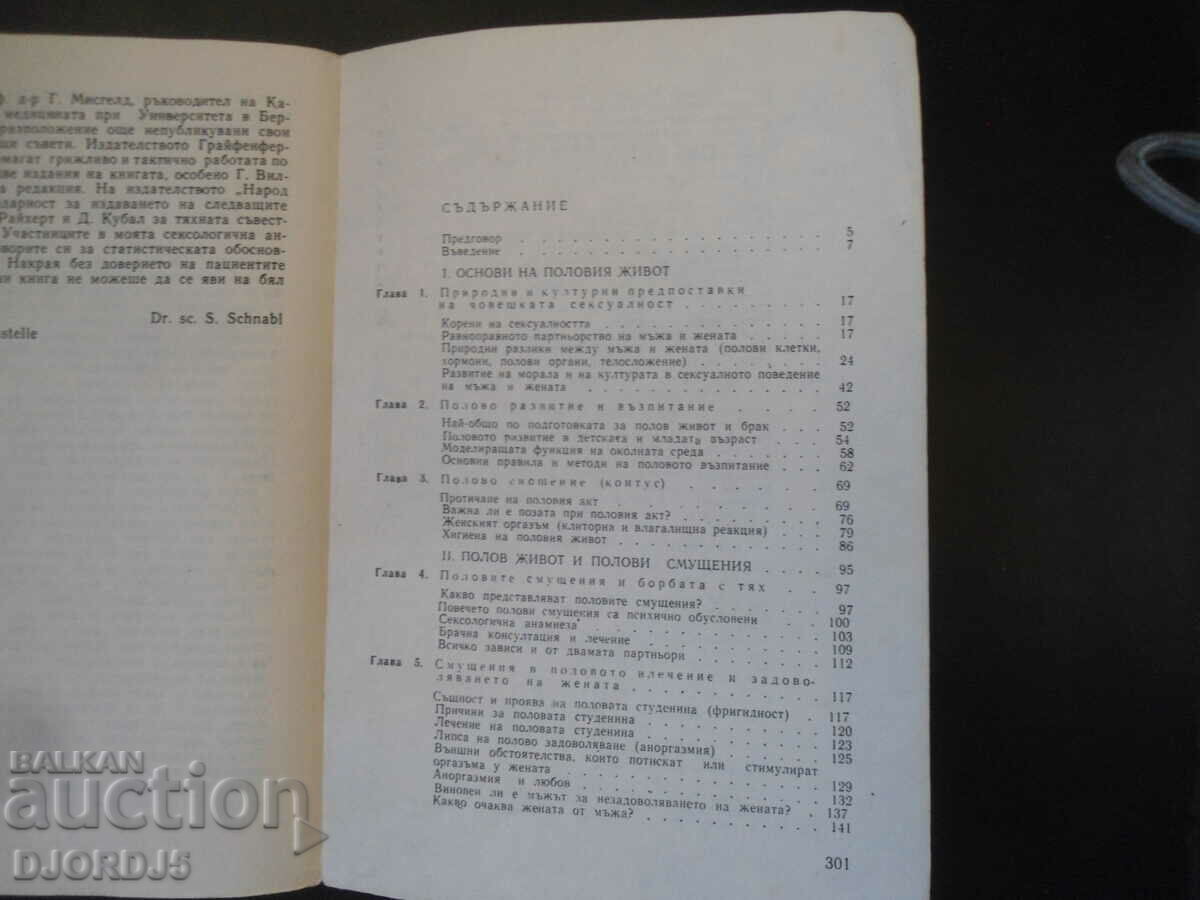 ф. д-р Г. Мисгелд, ръководител на Ка-
медицината при Университета в Бер-
разположение още непубликувани свои
щи съвети. Издателството Грайфенфер-
омагат грижливо и тактично работата по
ве издания на книгата, особено Г. Вил-
а редакция. На издателството „Народ
одарност за издаването на следващите
Райхерт и Д. Кубал за тяхната съвест-
Участниците в моята сексологична ан-
оворите си за статистическата обоснов-
Накрая без доверието на пациентите
и книга не можеше да се яви на бял
Dr. sc. S. Schnabl
stelle
СЪДЪРЖАНИЕ
Предговор . . . . . . . . . . 5
Въведение . . . . . . . . . . 7
I. ОСНОВИ НА ПОЛОВИЯ ЖИВОТ
Глава 1. Природни и културни предпоставки
на човешката сексуалност . . . 17
Корени на сексуалността . . . . . . 17
Равноправното партньорство на мъжа и жената . . . . . 17
Природни разлики между мъжа и жената (полови клетки,
хормони, полови органи, телосложение) . . . . . 24
Развитие на морала и на културата в сексуалното поведение
на мъжа и жената . . . . . . . . . 42
Глава 2. Полово развитие и възпитание . . . . 52
Най-общо по подготовката за полов живот и брак . . . 52
Половото развитие в детската и младата възраст . . . 54
Моделиращата функция на околната среда . . . . . 58
Основни правила и методи на половото възпитание . . . 62
Глава 3. Полово сношение (коитус) . . . . . 69
Протичане на половия акт . . . . . . . 69
Важна ли е позата при половия акт? . . . . . . 76
Женският оргазъм (клиторна и влагалищна реакция) . . . 79
Хигиена на половия живот . . . . . . . . 86
II. ПОЛОВ ЖИВОТ И ПОЛОВИ СМУЩЕНИЯ . . . . 95
Глава 4. Половите смущения и борбата с тях . . 97
Какво представляват половите смущения? . . . . . 97
Повечето полови смущения са психично обусловени . . 100
Сексологична анамнеза . . . . . . . . 103
Брачна консултация и лечение . . . . . . . 109
Всичко зависи и от двамата партньори . . . . . 112
Глава 5. Смущения в половото влечение и задово-
ляването на жената . . . . . . . 117
Същност и проява на половата студенина (фригидност) . 117
Причини за половата студенина . . . . . . . 120
Лечение на половата студенина . . . . . . . 123
Липса на полово задоволяване (аноргазмия) . . . . 125
Външни обстоятелства, които потискат или стимулират
оргазъма у жената . . . . . . . . . 129
Аноргазмия и любов . . . . . . . . . 132
Виновен ли е мъжът за незадоволяването на жената? . . 137
Какво очаква жената от мъжа? . . . . . . . 141
301
BALKAN
auction
DJORDJ5